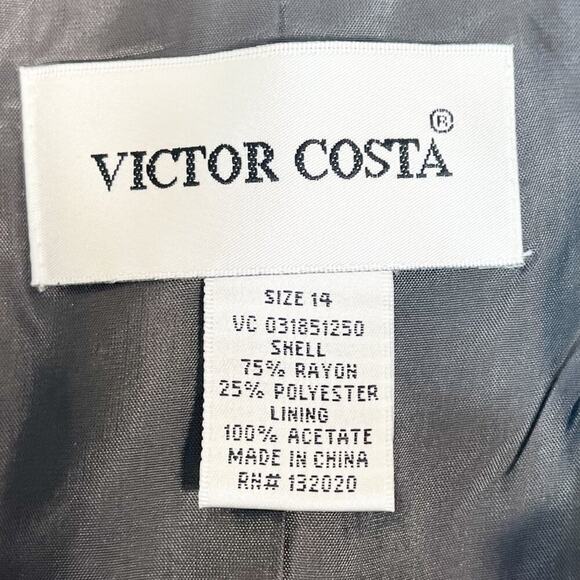 VICTOR COSTA®
SIZE 14
VC 031851250
SHELL
75% RAYON
25% POLYESTER
LINING
100% ACETATE
MADE IN CHINA
RN# 132020